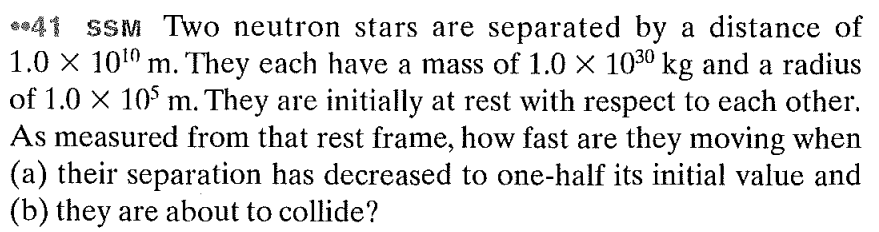 ••41 SSM Two neutron stars are separated by a distance of
1.0 × 10¹⁰ m. They each have a mass of 1.0 × 10³⁰ kg and a radius
of 1.0 × 10⁵ m. They are initially at rest with respect to each other.
As measured from that rest frame, how fast are they moving when
(a) their separation has decreased to one-half its initial value and
(b) they are about to collide?